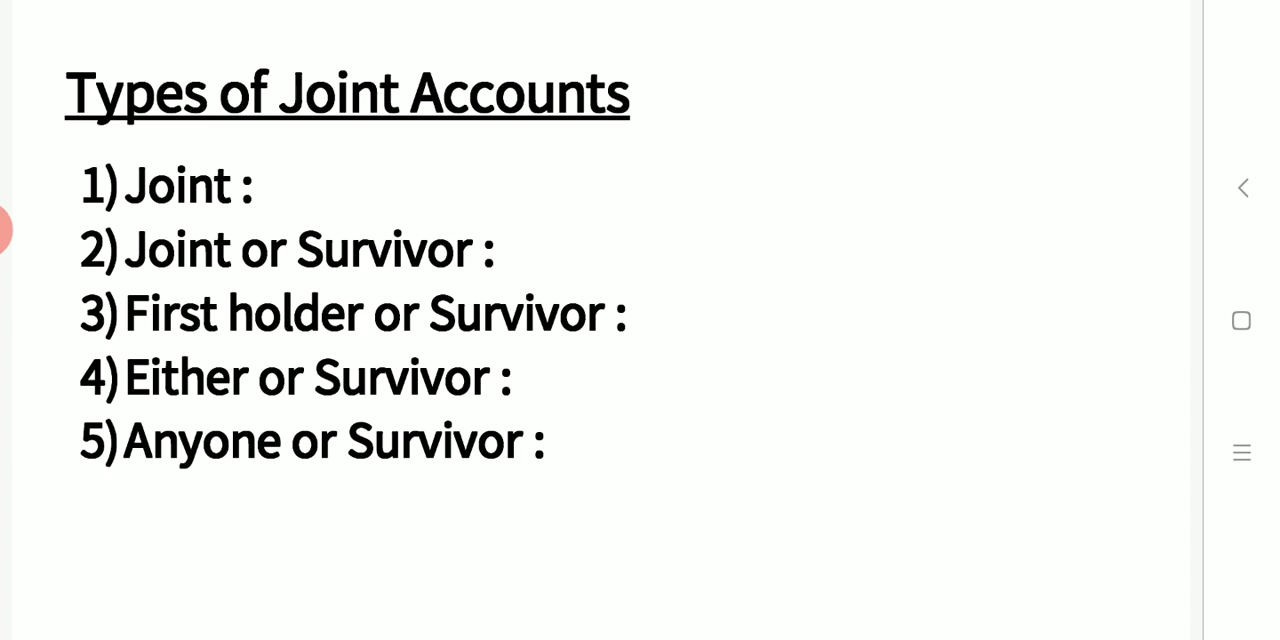 Types of Joint Accounts
1) Joint :
2) Joint or Survivor :
3) First holder or Survivor :
4) Either or Survivor :
5) Anyone or Survivor :